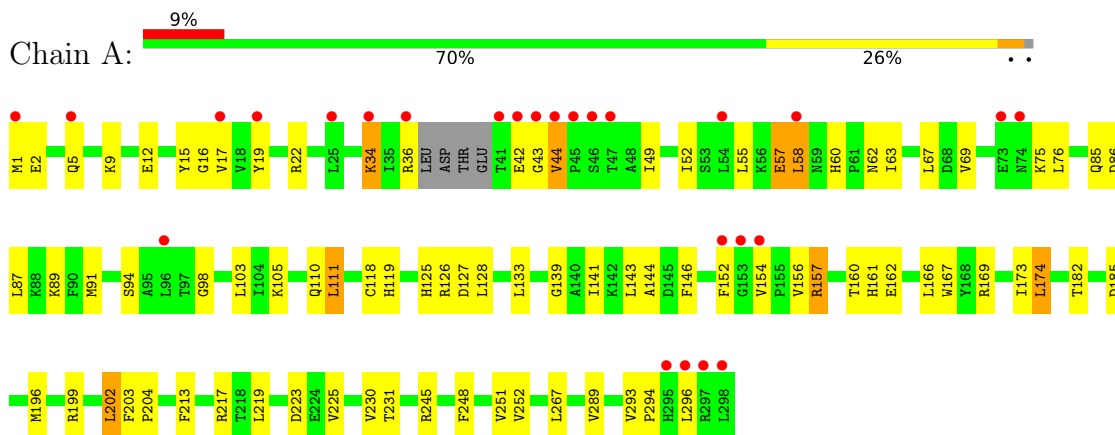 9%
Chain A:
70% 26% . .
M1 E2 Q5 K9 E12 Y15 G16 V17 V18 Y19 R22 L25 K34 I35 R36 LEU ASP THR GLU T41 E42 G43 V44 P45 S46 T47 A48 I49 I52 S53 L54 L55 K56 E57 L58 N59 H60 P61 N62 I63 L67 D68 V69 E73 N74 K75 L76 Q85
L87 K88 K89 F90 M91 S94 A95 L96 T97 G98 L103 I104 K105 Q110 L111 C118 H119 H125 R126 D127 L128 L133 G139 A140 I141 K142 L143 A144 D145 F146 F152 G153 V154 P155 V156 R157 T160 H161 E162 L166 W167 Y168 R169 I173 L174 T182 D185
M196 R199 L202 F203 P204 F213 R217 T218 L219 D223 E224 V225 V230 T231 R245 F248 V251 V252 L267 V289 V293 P294 H295 L296 R297 L298